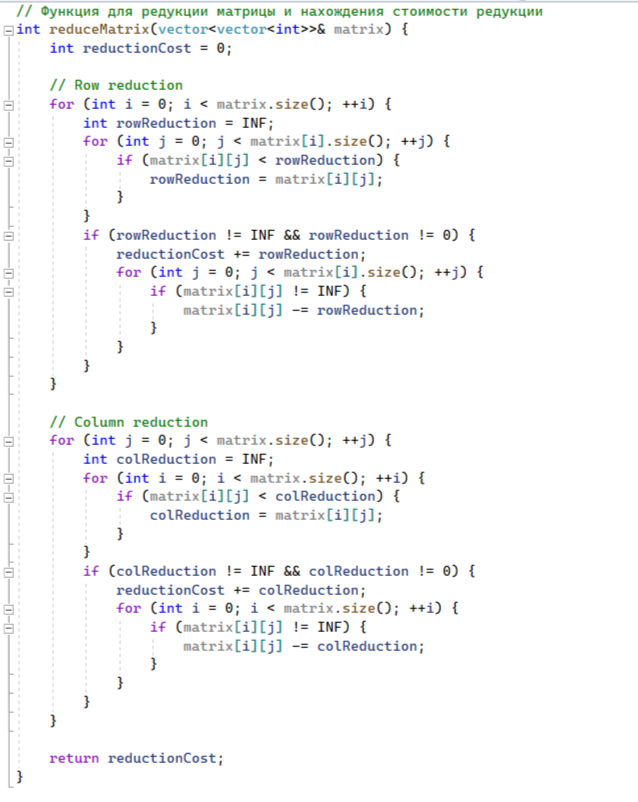 // Функция для редукции матрицы и нахождения стоимости редукции
int reduceMatrix(vector<vector<int>>& matrix) {
    int reductionCost = 0;

    // Row reduction
    for (int i = 0; i < matrix.size(); ++i) {
        int rowReduction = INF;
        for (int j = 0; j < matrix[i].size(); ++j) {
            if (matrix[i][j] < rowReduction) {
                rowReduction = matrix[i][j];
            }
        }
        if (rowReduction != INF && rowReduction != 0) {
            reductionCost += rowReduction;
            for (int j = 0; j < matrix[i].size(); ++j) {
                if (matrix[i][j] != INF) {
                    matrix[i][j] -= rowReduction;
                }
            }
        }
    }

    // Column reduction
    for (int j = 0; j < matrix.size(); ++j) {
        int colReduction = INF;
        for (int i = 0; i < matrix.size(); ++i) {
            if (matrix[i][j] < colReduction) {
                colReduction = matrix[i][j];
            }
        }
        if (colReduction != INF && colReduction != 0) {
            reductionCost += colReduction;
            for (int i = 0; i < matrix.size(); ++i) {
                if (matrix[i][j] != INF) {
                    matrix[i][j] -= colReduction;
                }
            }
        }
    }

    return reductionCost;
}